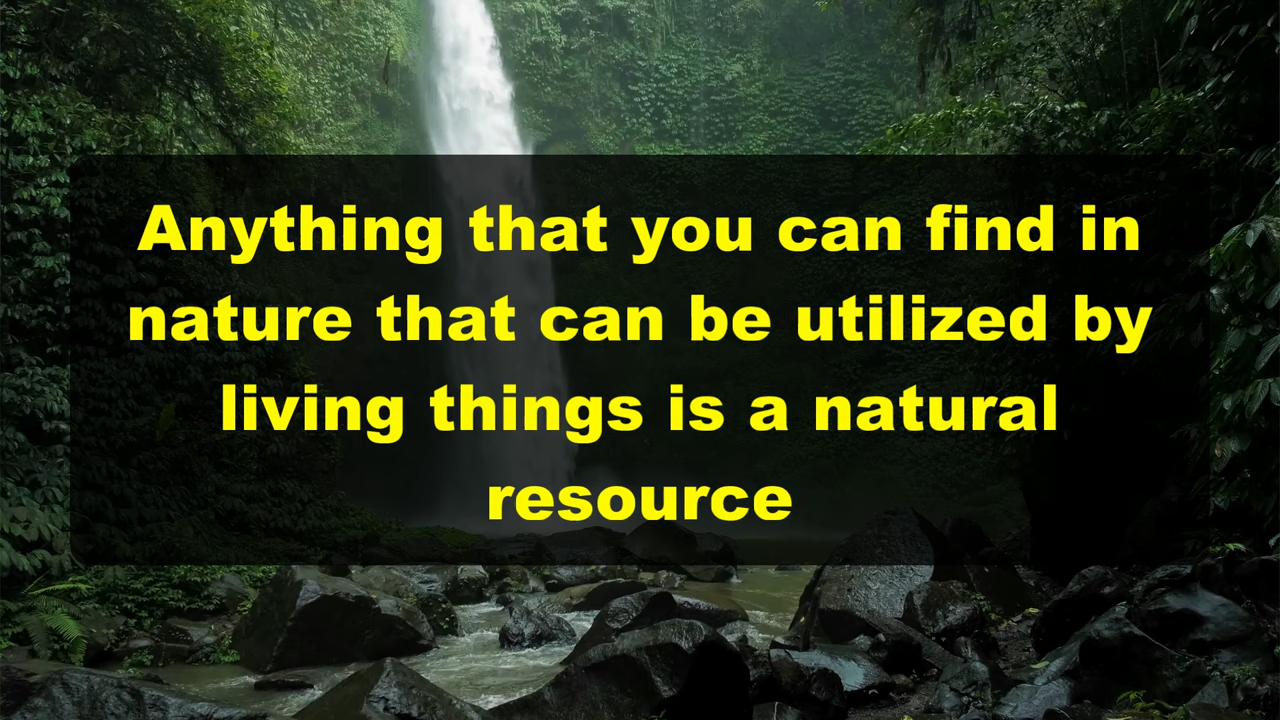 Anything that you can find in
nature that can be utilized by
living things is a natural
resource